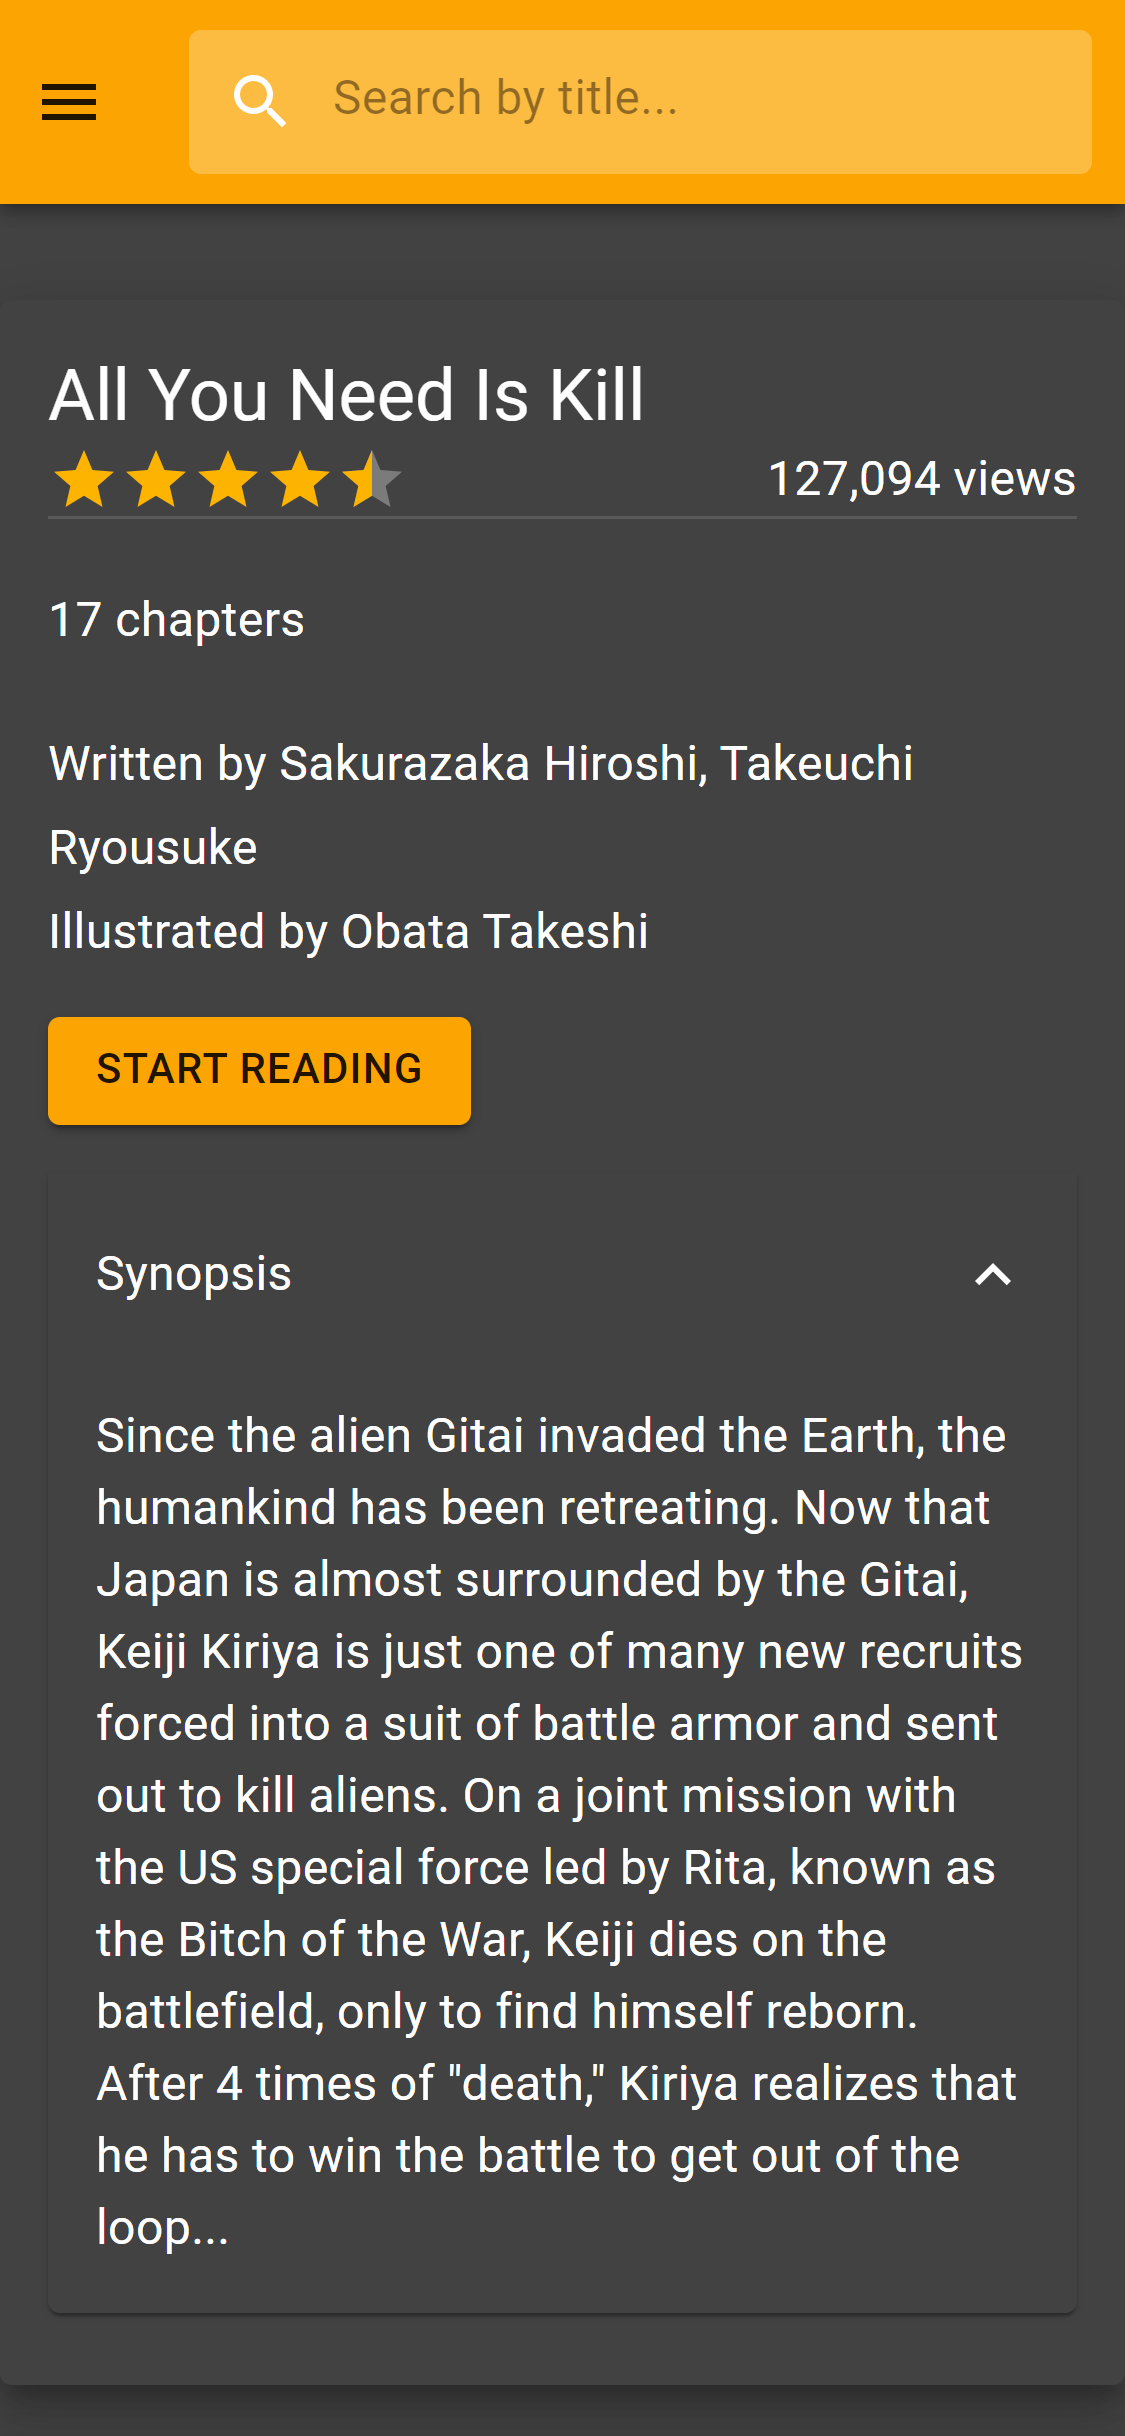 Search by title...
All You Need Is Kill
127,094 views
17 chapters
Written by Sakurazaka Hiroshi, Takeuchi
Ryousuke
Illustrated by Obata Takeshi
START READING
Synopsis
Since the alien Gitai invaded the Earth, the
humankind has been retreating. Now that
Japan is almost surrounded by the Gitai,
Keiji Kiriya is just one of many new recruits
forced into a suit of battle armor and sent
out to kill aliens. On a joint mission with
the US special force led by Rita, known as
the Bitch of the War, Keiji dies on the
battlefield, only to find himself reborn.
After 4 times of "death," Kiriya realizes that
he has to win the battle to get out of the
loop...